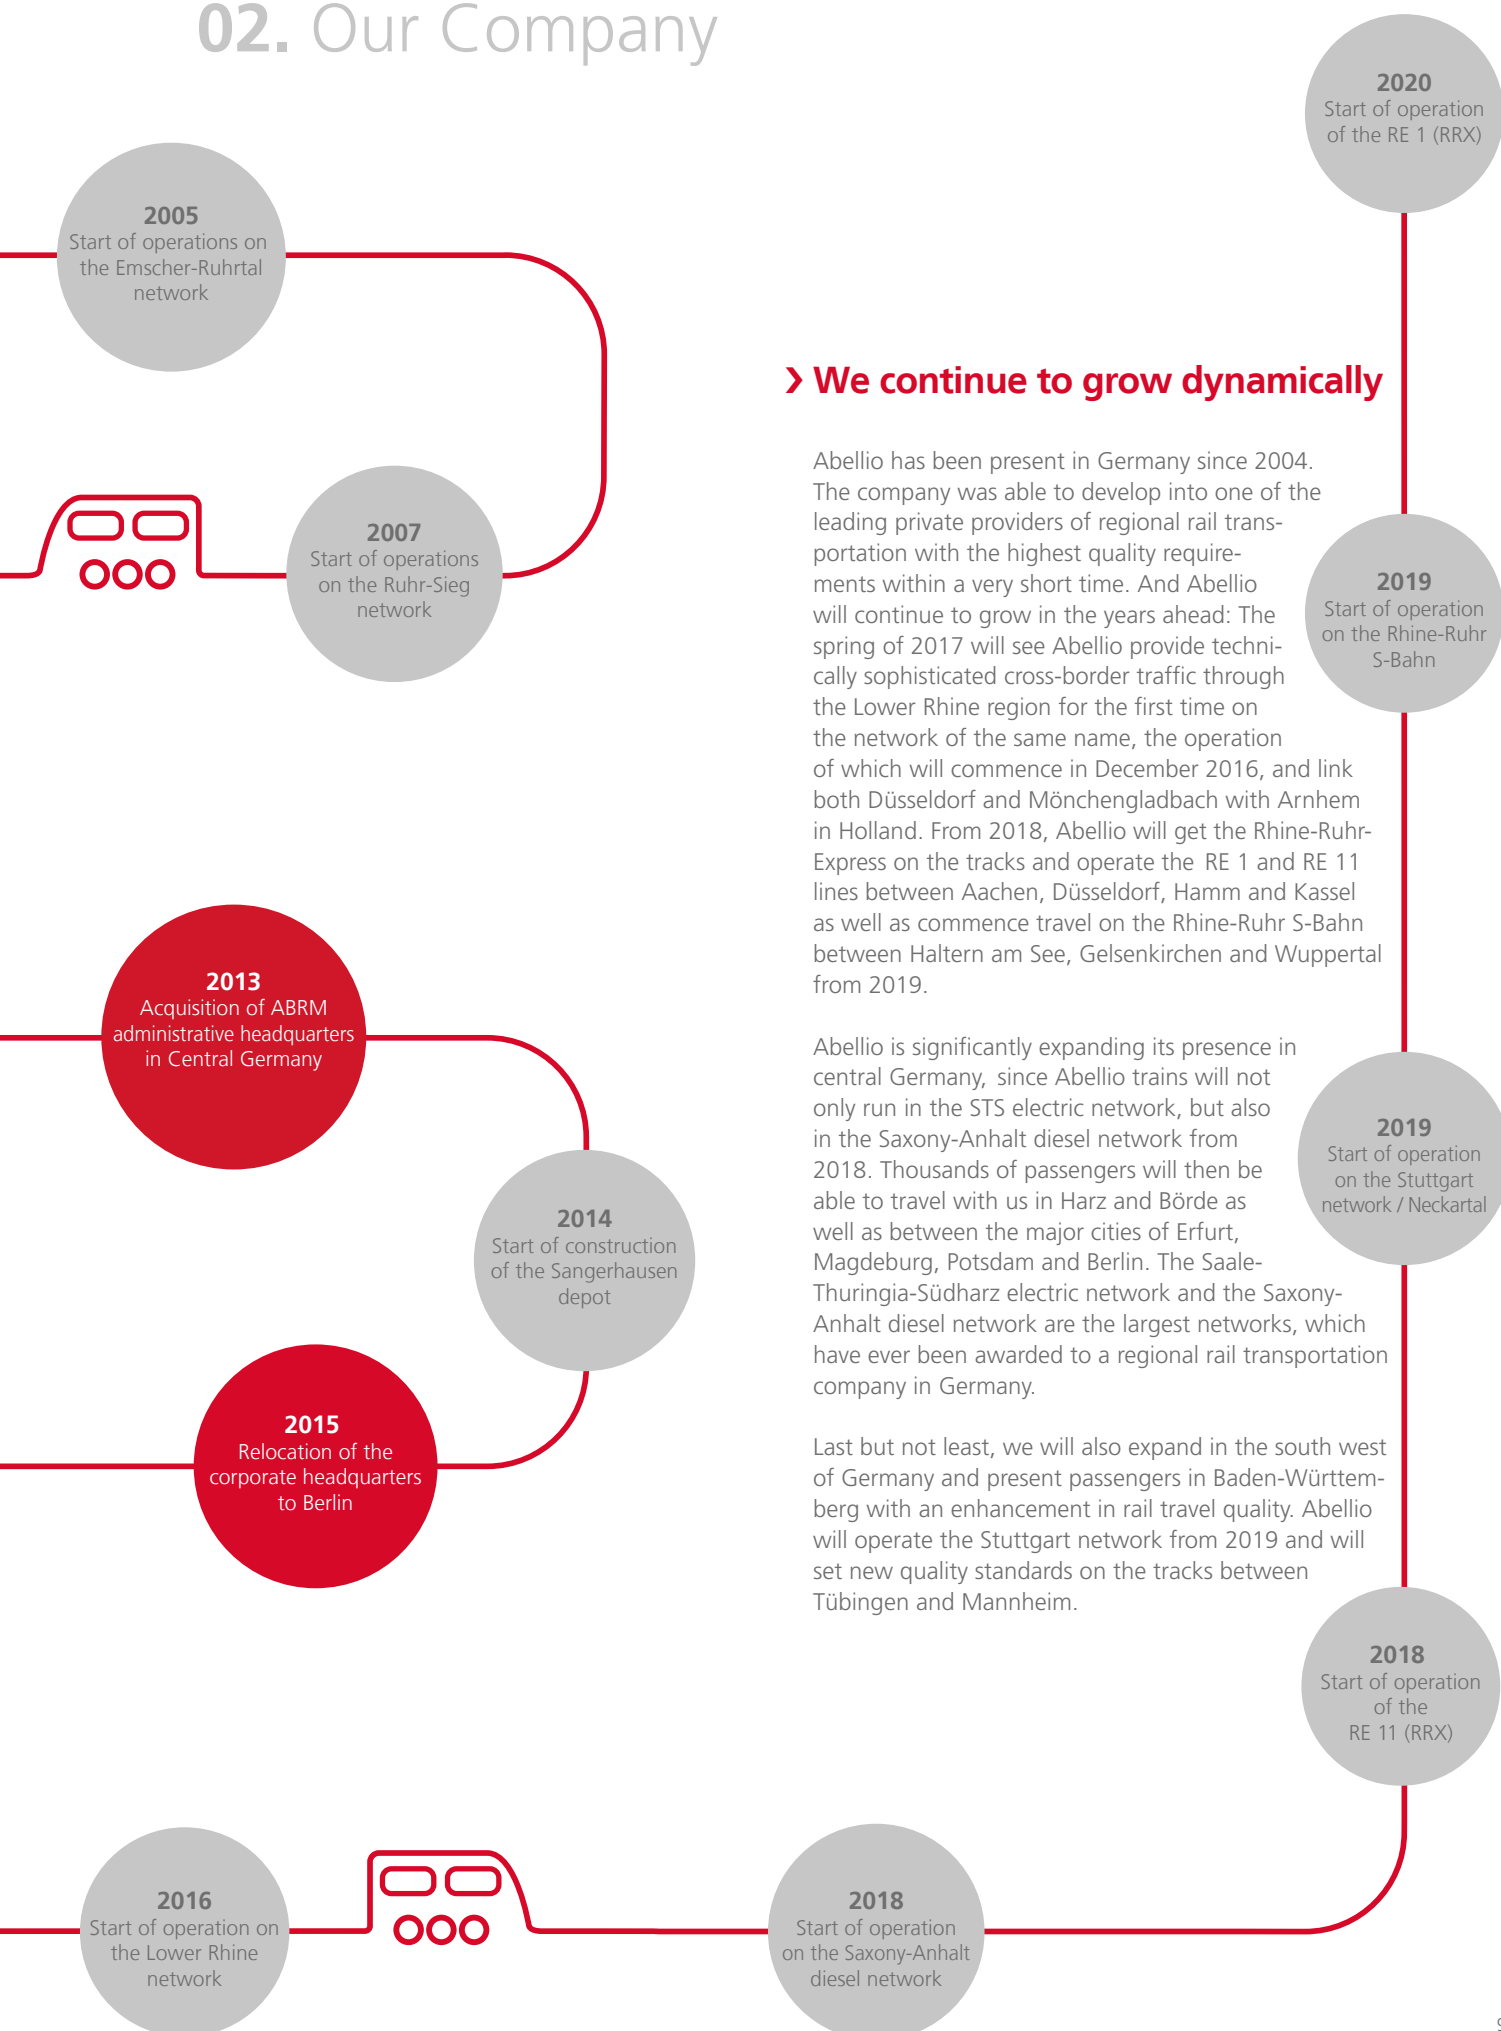 02. Our Company
2005
Start of operations on
the Emscher-Ruhrtal
network
2007
Start of operations
on the Ruhr-Sieg
network
2013
Acquisition of ABRM
administrative headquarters
in Central Germany
2014
Start of construction
of the Sangerhausen
depot
2015
Relocation of the
corporate headquarters
to Berlin
2016
Start of operation on
the Lower Rhine
network
2018
Start of operation
on the Saxony-Anhalt
diesel network
2018
Start of operation
of the
RE 11 (RRX)
2019
Start of operation
on the Stuttgart
network / Neckartal
2019
Start of operation
on the Rhine-Ruhr
S-Bahn
2020
Start of operation
of the RE 1 (RRX)
We continue to grow dynamically
Abellio has been present in Germany since 2004.
The company was able to develop into one of the
leading private providers of regional rail trans-
portation with the highest quality require-
ments within a very short time. And Abellio
will continue to grow in the years ahead: The
spring of 2017 will see Abellio provide techni-
cally sophisticated cross-border traffic through
the Lower Rhine region for the first time on
the network of the same name, the operation
of which will commence in December 2016, and link
both Düsseldorf and Mönchengladbach with Arnhem
in Holland. From 2018, Abellio will get the Rhine-Ruhr-
Express on the tracks and operate the RE 1 and RE 11
lines between Aachen, Düsseldorf, Hamm and Kassel
as well as commence travel on the Rhine-Ruhr S-Bahn
between Haltern am See, Gelsenkirchen and Wuppertal
from 2019.
Abellio is significantly expanding its presence in
central Germany, since Abellio trains will not
only run in the STS electric network, but also
in the Saxony-Anhalt diesel network from
2018. Thousands of passengers will then be
able to travel with us in Harz and Börde as
well as between the major cities of Erfurt,
Magdeburg, Potsdam and Berlin. The Saale-
Thuringia-Südharz electric network and the Saxony-
Anhalt diesel network are the largest networks, which
have ever been awarded to a regional rail transportation
company in Germany.
Last but not least, we will also expand in the south west
of Germany and present passengers in Baden-Württem-
berg with an enhancement in rail travel quality. Abellio
will operate the Stuttgart network from 2019 and will
set new quality standards on the tracks between
Tübingen and Mannheim.